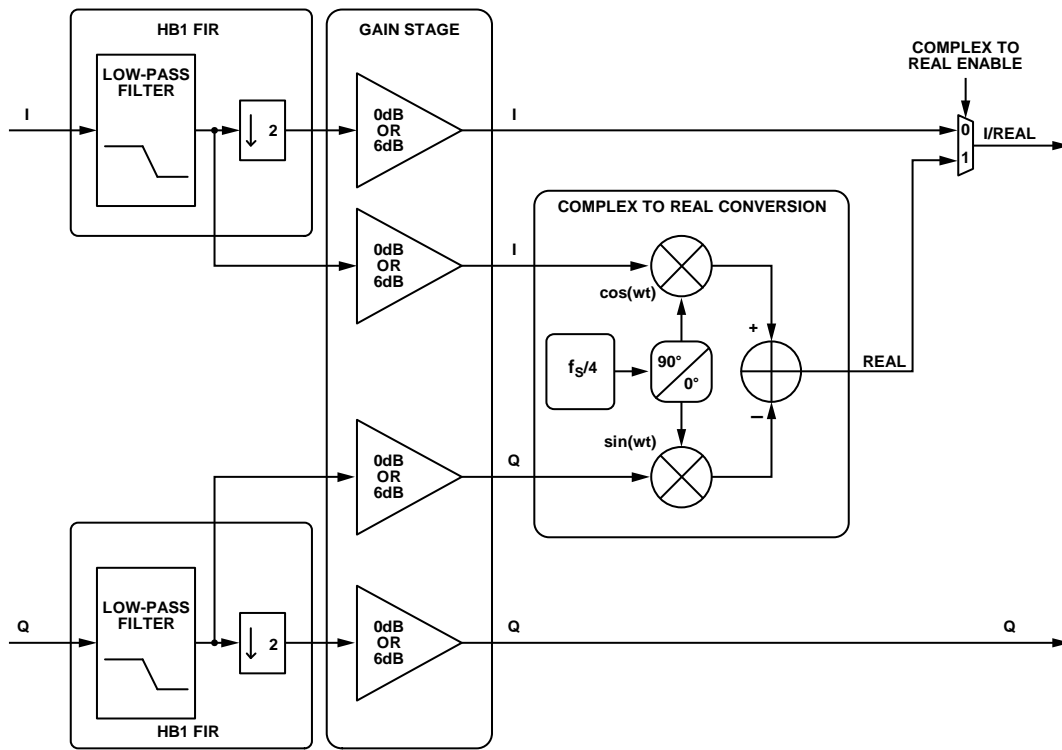 HB1 FIR
GAIN STAGE
LOW-PASS
FILTER
COMPLEX TO
REAL ENABLE
I
2
0dB
OR
6dB
I
0
1
I/REAL
COMPLEX TO REAL CONVERSION
0dB
OR
6dB
I
cos(wt)
+
fS/4
90°
0°
REAL
–
sin(wt)
0dB
OR
6dB
Q
LOW-PASS
FILTER
Q
2
0dB
OR
6dB
Q
Q
HB1 FIR